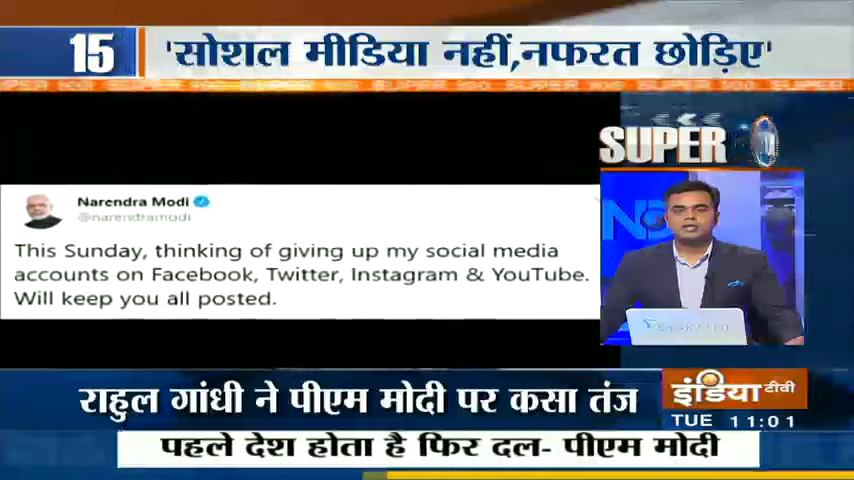 15
'सोशल मीडिया नहीं,नफरत छोड़िए'
SUPER
Narendra Modi
@narendramodi
This Sunday, thinking of giving up my social media
accounts on Facebook, Twitter, Instagram & YouTube.
Will keep you all posted.
राहुल गांधी ने पीएम मोदी पर कसा तंज
इंडिया टीवी
TUE 11:01
पहले देश होता है फिर दल- पीएम मोदी